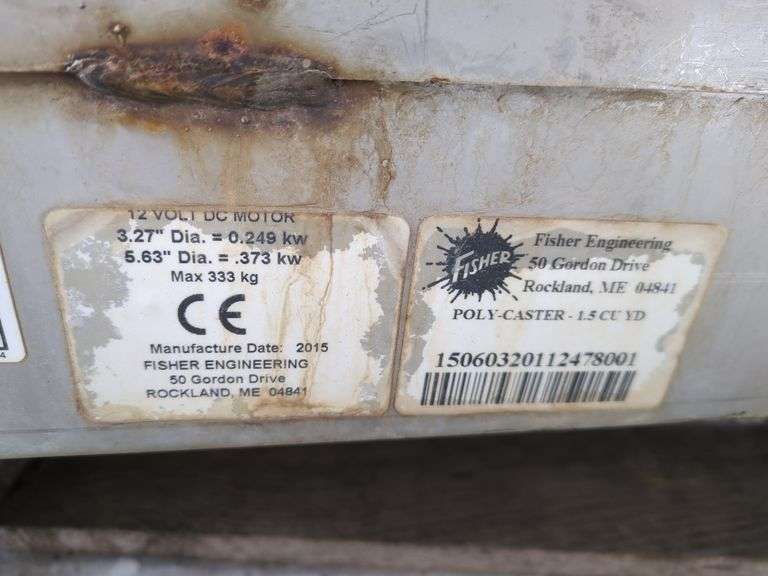 12 VOLT DC MOTOR
3.27" Dia. = 0.249 kw
5.63" Dia. = .373 kw
Max 333 kg
CE
Manufacture Date: 2015
FISHER ENGINEERING
50 Gordon Drive
ROCKLAND, ME 04841
FISHER
Fisher Engineering
50 Gordon Drive
Rockland, ME 04841
POLY-CASTER - 1.5 CU YD
15060320112478001
4